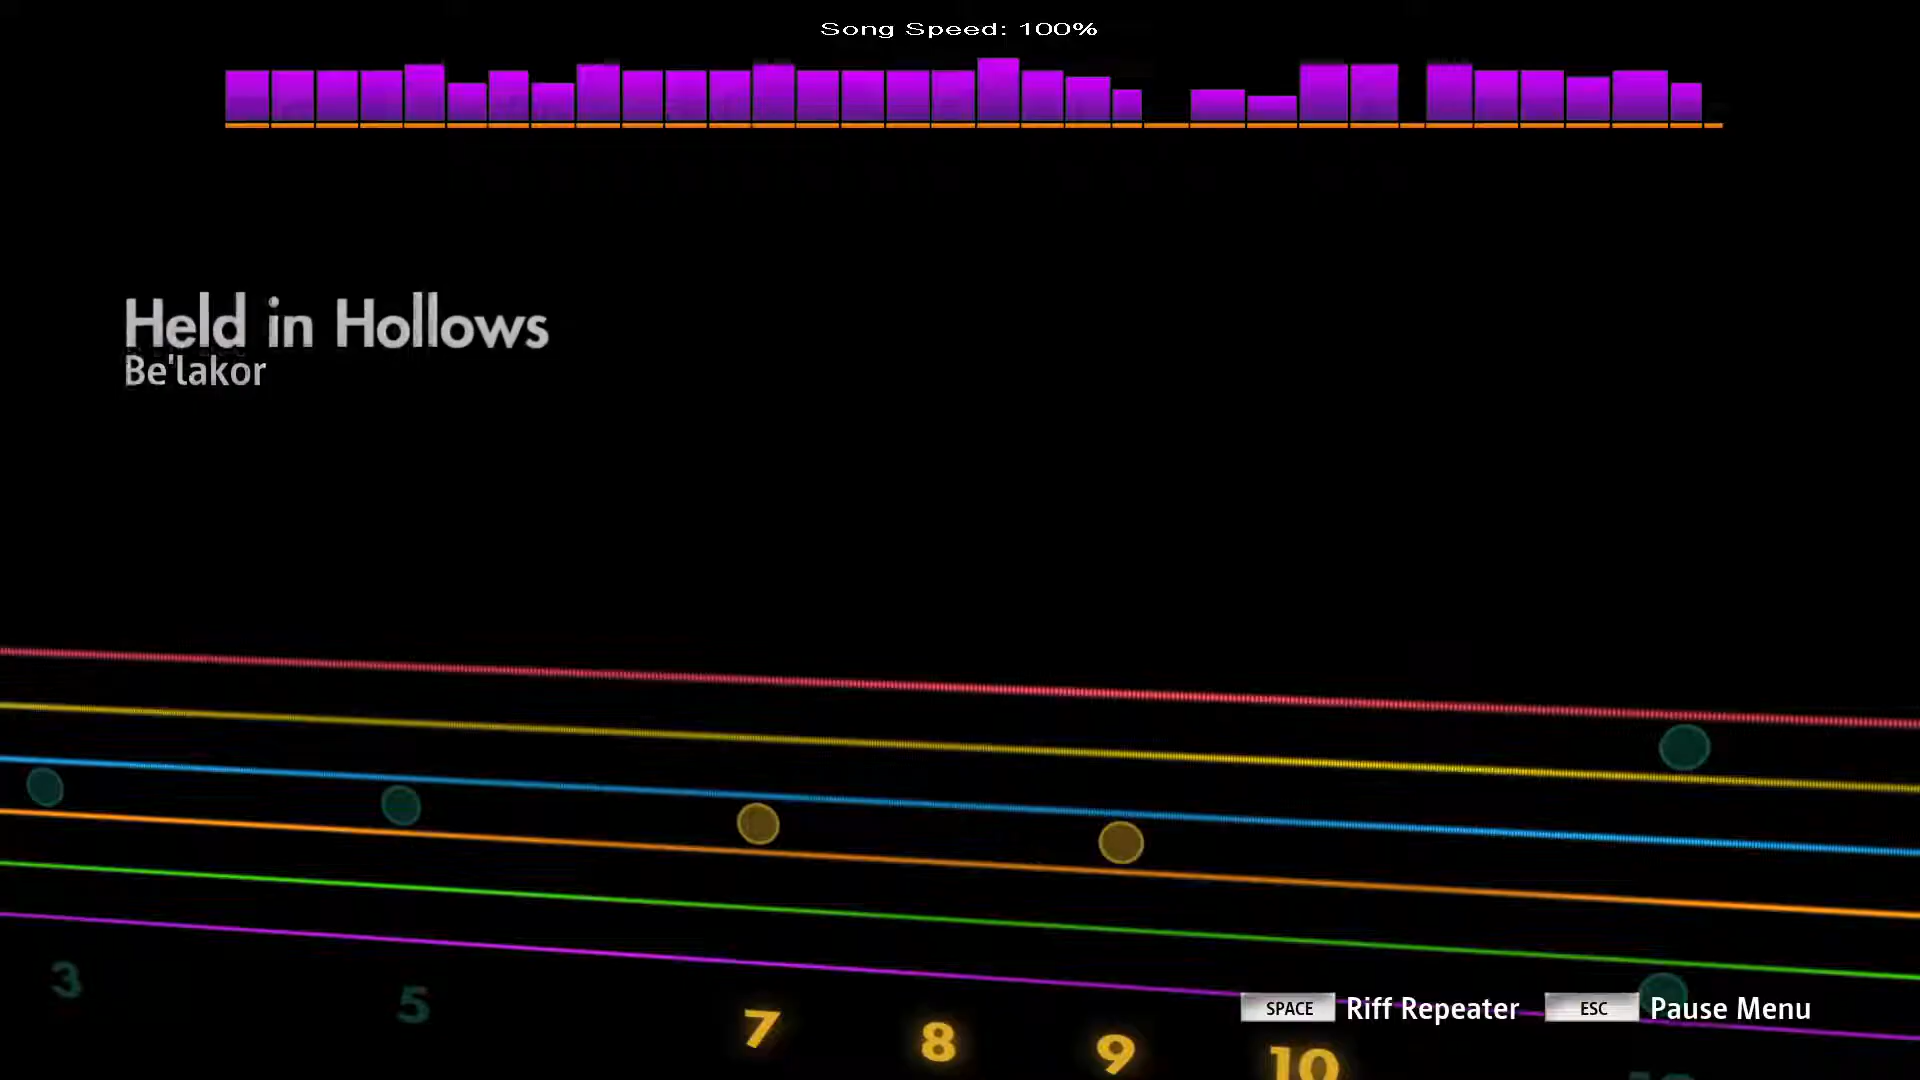 Song Speed: 100%
Held in Hollows
Be'lakor
3 5 7 8 9 10
SPACE Riff Repeater ESC Pause Menu